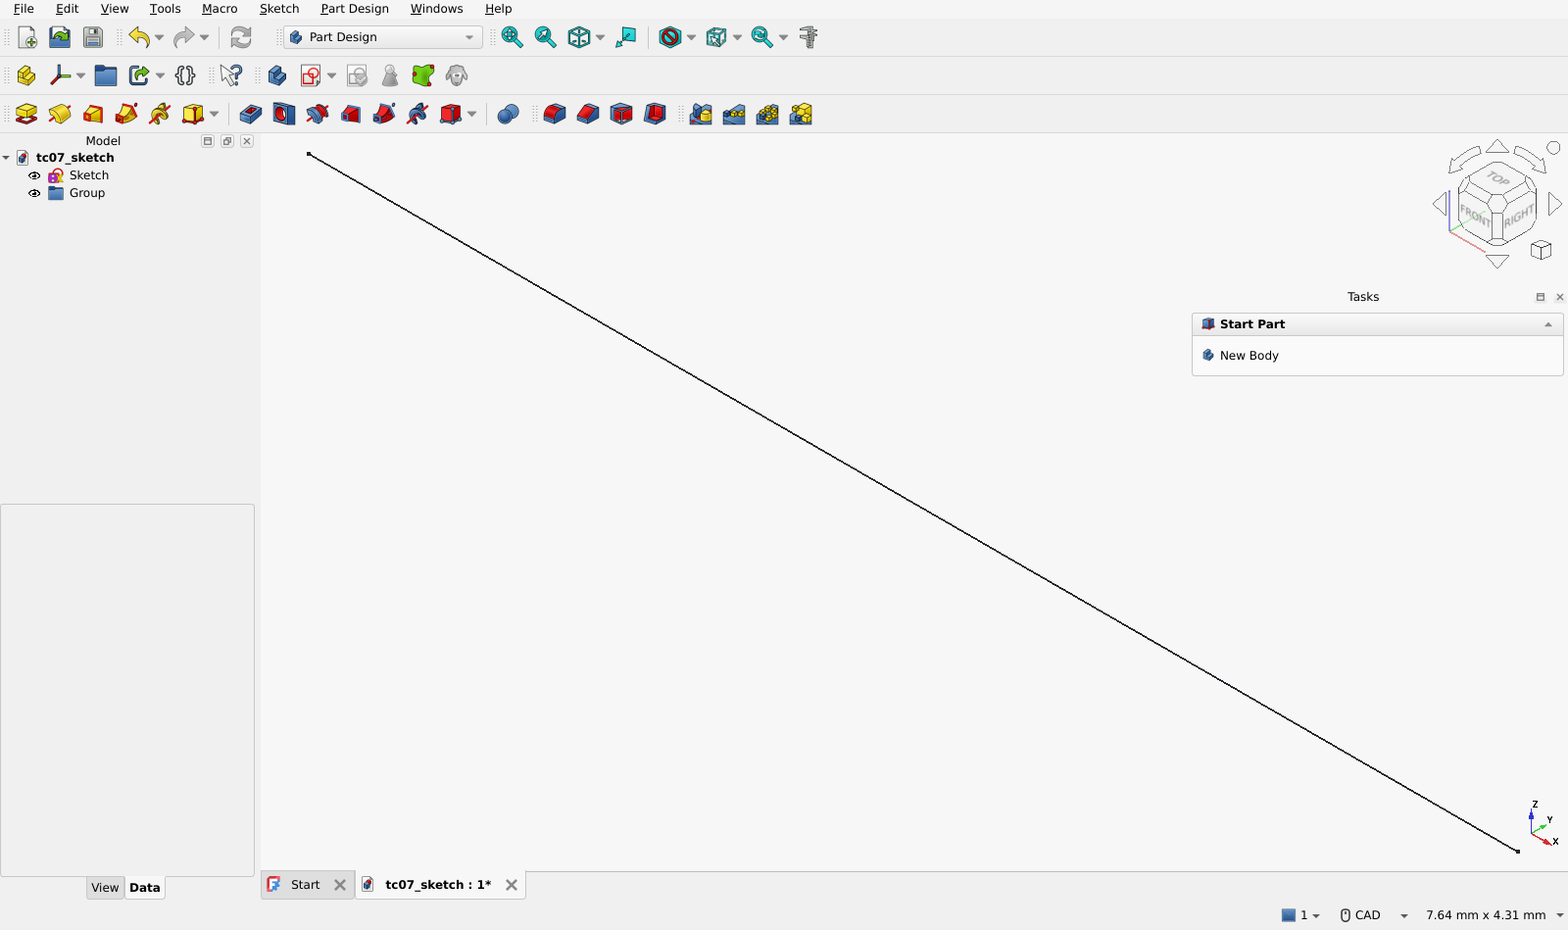 File Edit View Tools Macro Sketch Part Design Windows Help
Part Design
Model
tc07_sketch
Sketch
Group
TOP
FRONT
RIGHT
Tasks
Start Part
New Body
Z
Y
X
View Data
Start tc07_sketch : 1*
1 CAD 7.64 mm x 4.31 mm